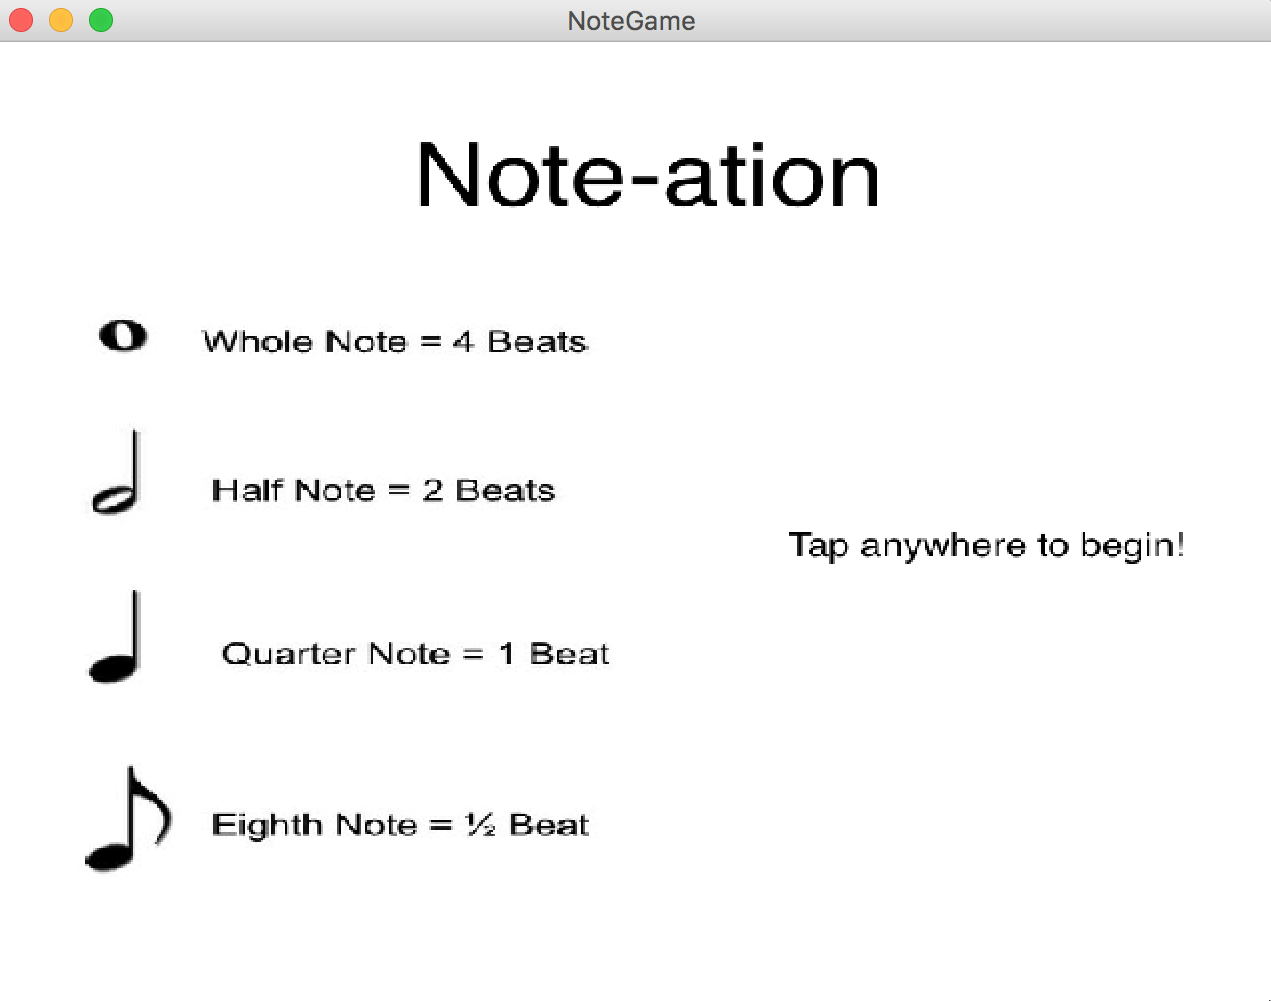 NoteGame
Note-ation
Whole Note = 4 Beats
Half Note = 2 Beats
Tap anywhere to begin!
Quarter Note = 1 Beat
Eighth Note = ½ Beat